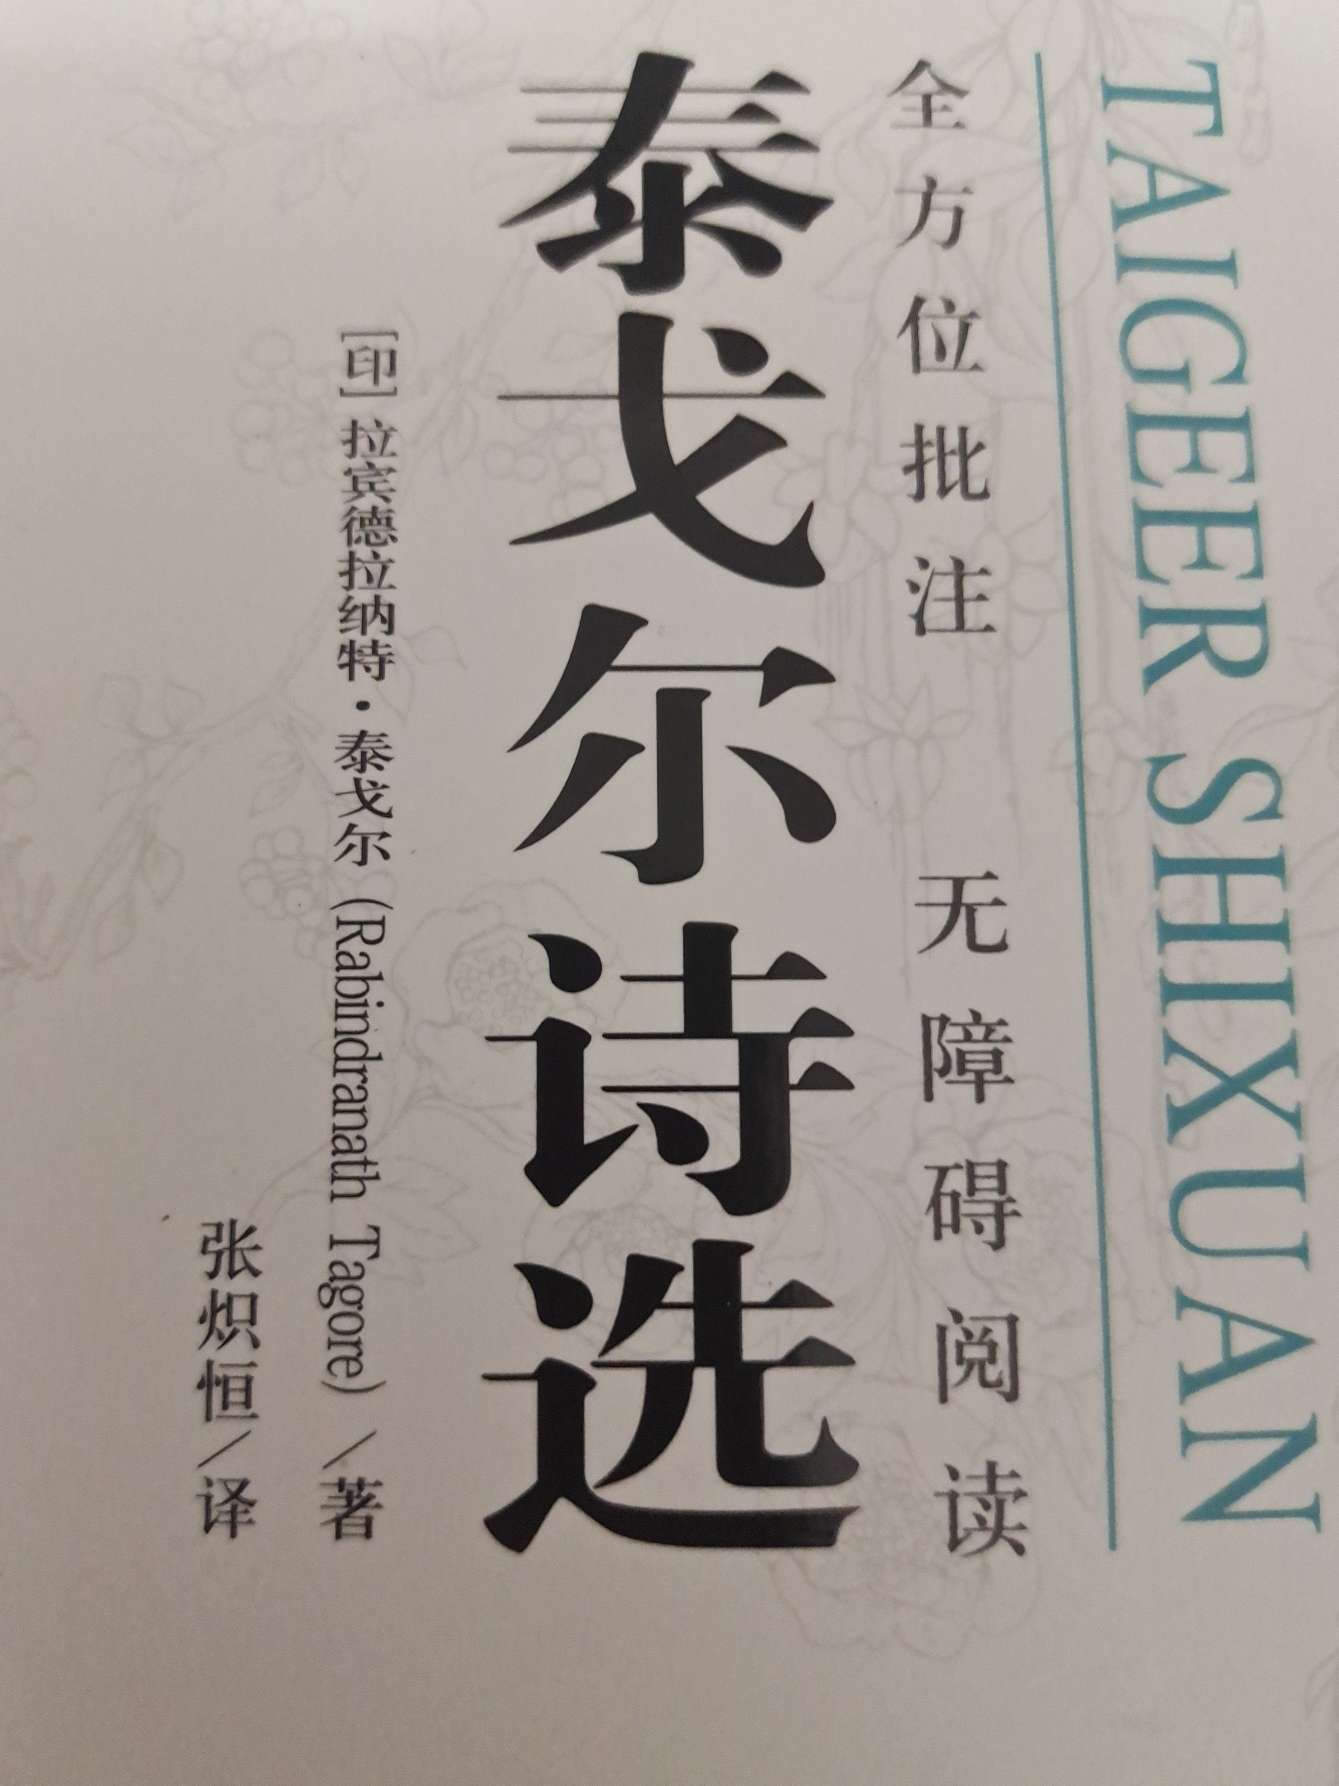 TAIGEER SHIXUAN
全方位批注 无障碍阅读
泰戈尔诗选
[印] 拉宾德拉纳特·泰戈尔 (Rabindranath Tagore) /著
张炽恒/译